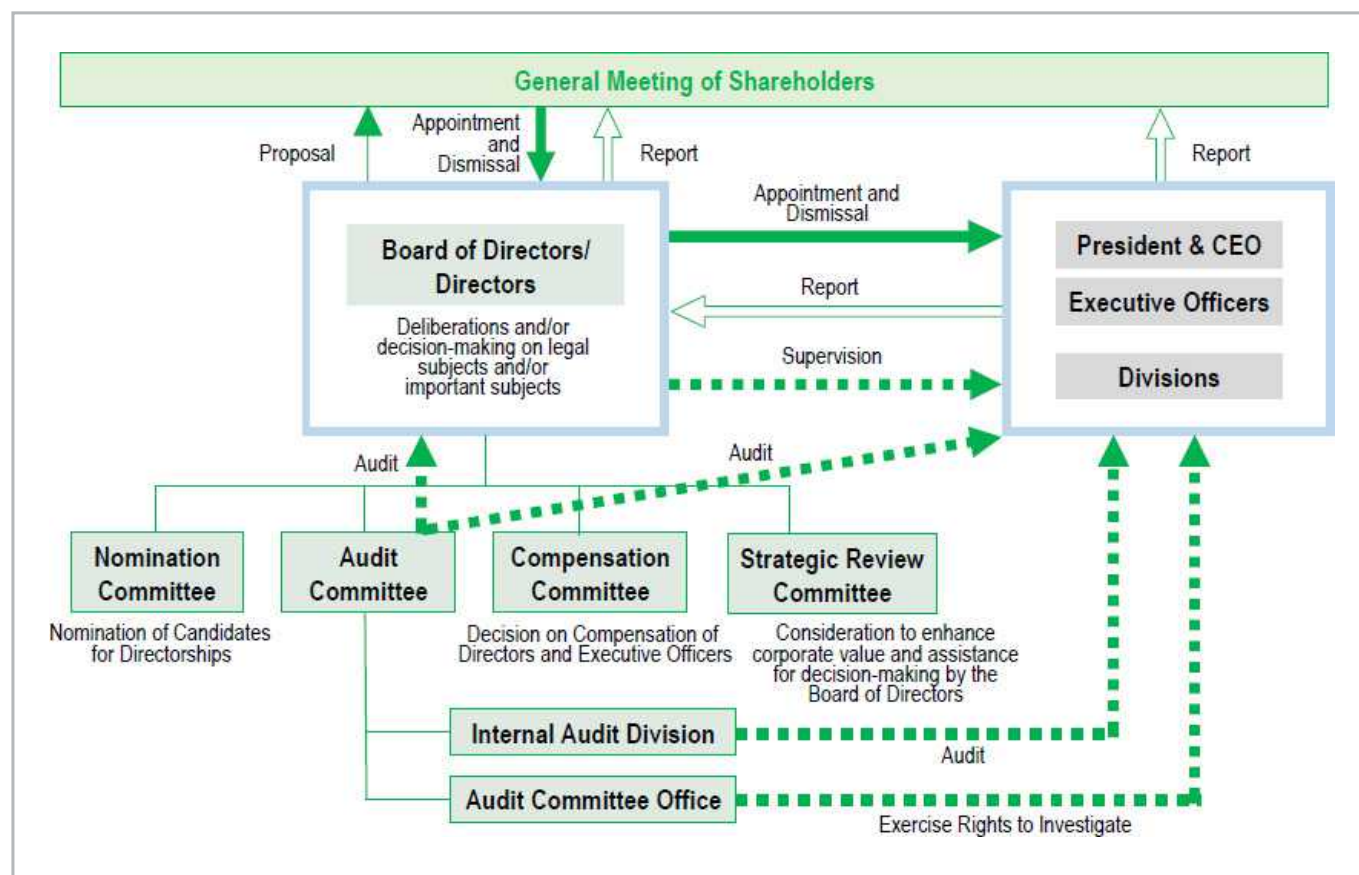 General Meeting of Shareholders
Proposal
Appointment
and
Dismissal
Report
Report
Board of Directors/
Directors
Deliberations and/or
decision-making on legal
subjects and/or
important subjects
Appointment and
Dismissal
Report
Supervision
President & CEO
Executive Officers
Divisions
Audit
Audit
Nomination
Committee
Nomination of Candidates
for Directorships
Audit
Committee
Compensation
Committee
Decision on Compensation of
Directors and Executive Officers
Strategic Review
Committee
Consideration to enhance
corporate value and assistance
for decision-making by the
Board of Directors
Internal Audit Division
Audit
Audit Committee Office
Exercise Rights to Investigate